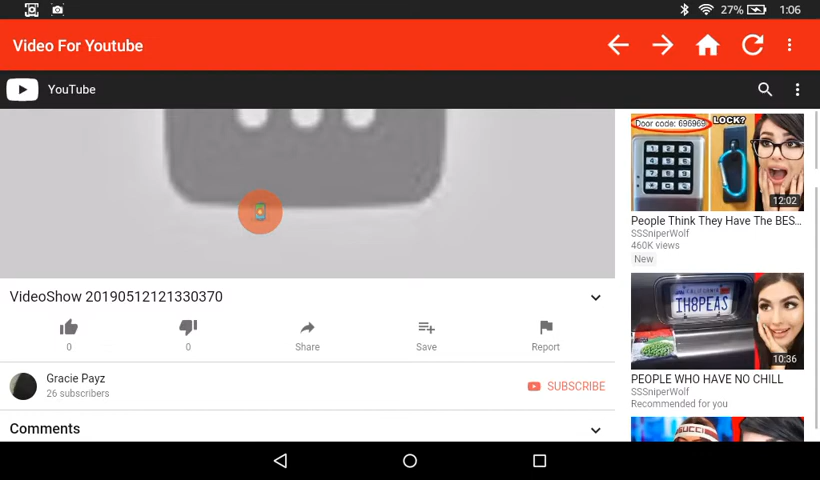 27% 1:06
Video For Youtube
YouTube
VideoShow 20190512121330370
0 0 Share Save Report
Gracie Payz
26 subscribers
SUBSCRIBE
Comments
Door code: 696969 LOCK?
12:02
People Think They Have The BES...
SSSniperWolf
460K views
New
IH8PEAS
10:36
PEOPLE WHO HAVE NO CHILL
SSSniperWolf
Recommended for you